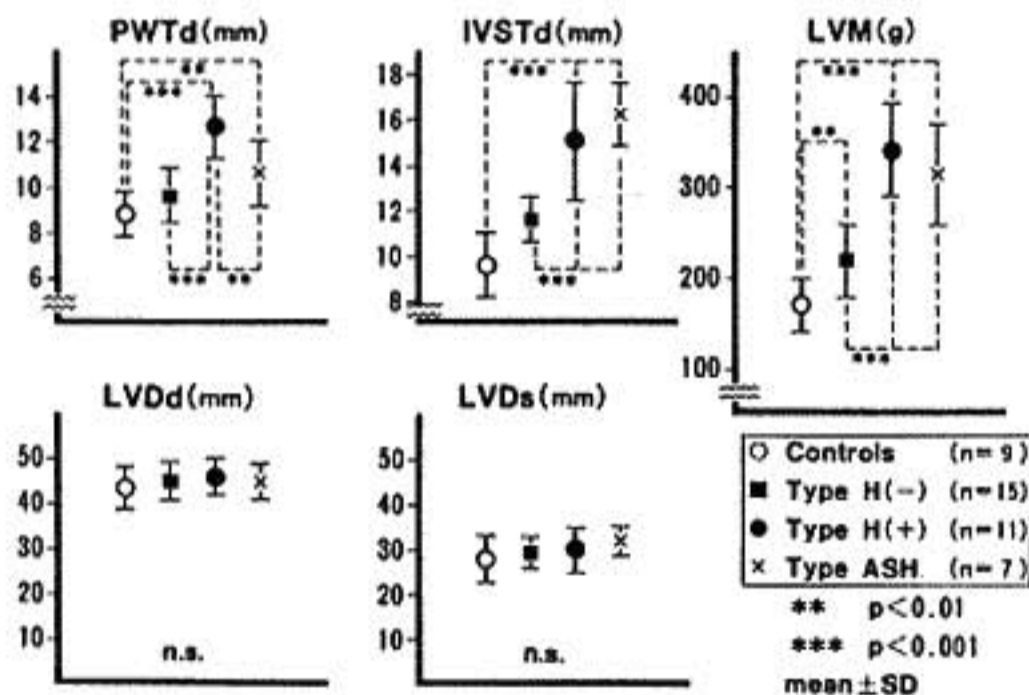 PWTd(mm)
14
12
10
8
6
**
***
***
**
IVSTd(mm)
18
16
14
12
10
8
***
***
LVM(g)
400
300
200
100
***
**
***
LVDd(mm)
50
40
30
20
10
n.s.
LVDs(mm)
50
40
30
20
10
n.s.
Controls (n=9)
Type H(−) (n=15)
Type H(+) (n=11)
× Type ASH. (n=7)
** p<0.01
*** p<0.001
mean±SD